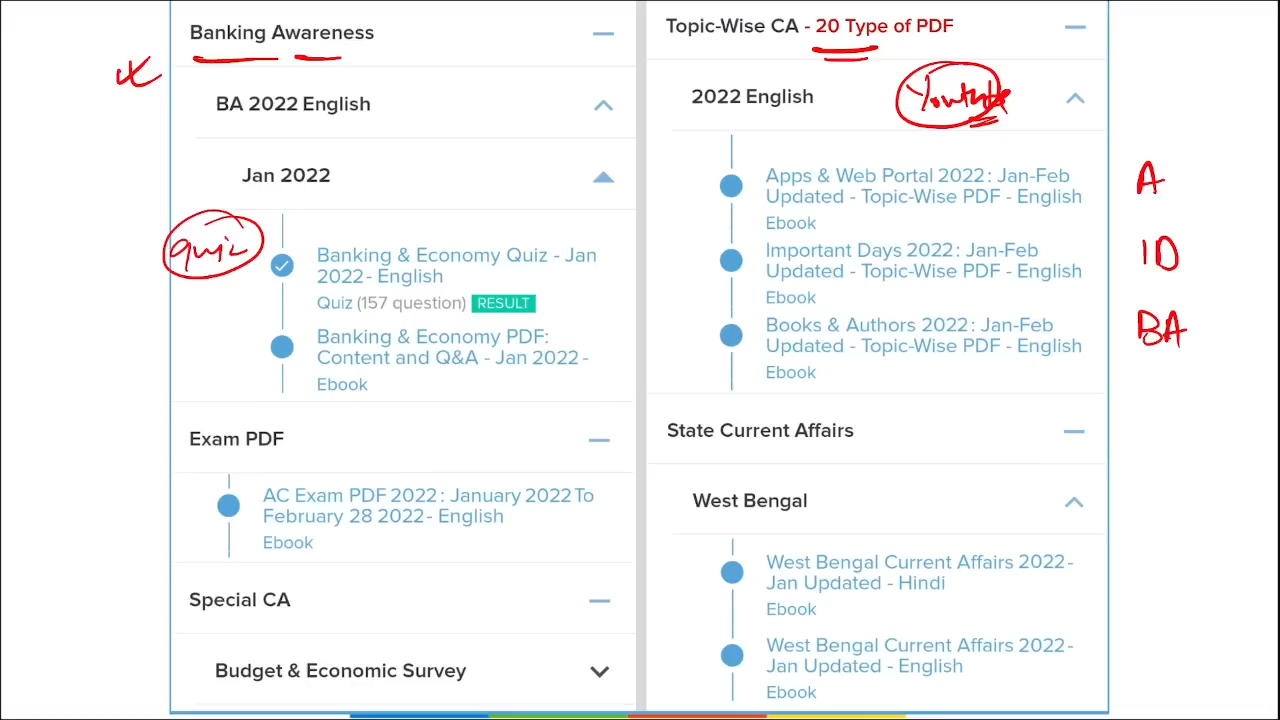 Banking Awareness
BA 2022 English
Jan 2022
quiz
Banking & Economy Quiz - Jan
2022- English
Quiz (157 question) RESULT
Banking & Economy PDF:
Content and Q&A - Jan 2022 -
Ebook
Exam PDF
AC Exam PDF 2022 : January 2022 To
February 28 2022- English
Ebook
Special CA
Budget & Economic Survey
Topic-Wise CA - 20 Type of PDF
2022 English
Apps & Web Portal 2022 : Jan-Feb
Updated - Topic-Wise PDF - English
Ebook
A
Important Days 2022 : Jan-Feb
Updated - Topic-Wise PDF - English
Ebook
ID
Books & Authors 2022 : Jan-Feb
Updated - Topic-Wise PDF - English
Ebook
BA
State Current Affairs
West Bengal
West Bengal Current Affairs 2022-
Jan Updated - Hindi
Ebook
West Bengal Current Affairs 2022-
Jan Updated - English
Ebook